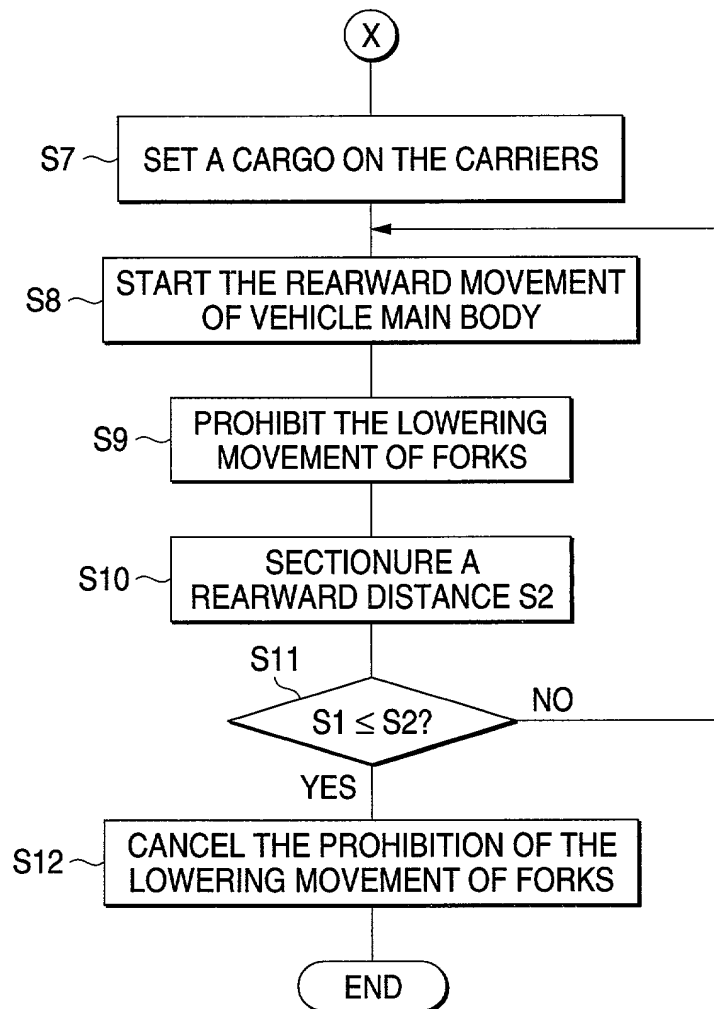 X
S7
SET A CARGO ON THE CARRIERS
S8
START THE REARWARD MOVEMENT
OF VEHICLE MAIN BODY
S9
PROHIBIT THE LOWERING
MOVEMENT OF FORKS
S10
SECTIONURE A
REARWARD DISTANCE S2
S11
S1 ≤ S2?
NO
YES
S12
CANCEL THE PROHIBITION OF THE
LOWERING MOVEMENT OF FORKS
END